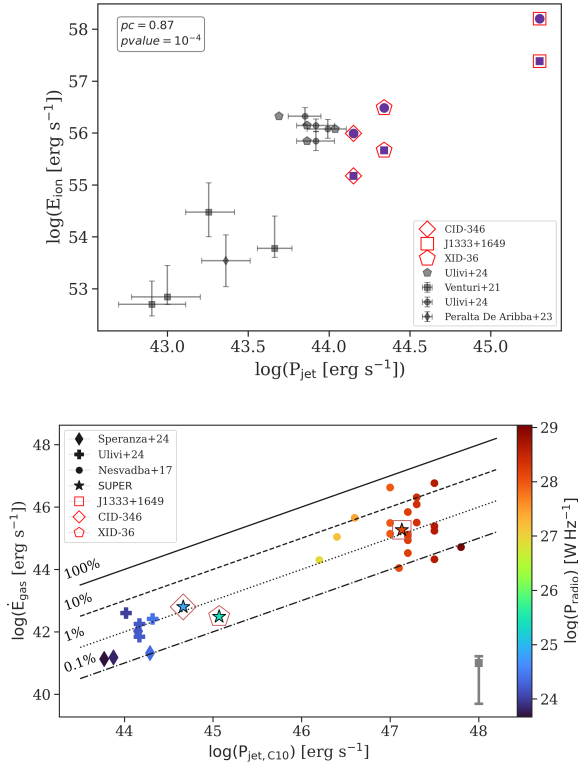 pc = 0.87
pvalue = 10⁻⁴
58
57
56
55
54
53
log(E_ion [erg s⁻¹])
CID-346
J1333+1649
XID-36
Ulivi+24
Venturi+21
Ulivi+24
Peralta De Aribba+23
43.0 43.5 44.0 44.5 45.0
log(P_jet [erg s⁻¹])
Speranza+24
Ulivi+24
Nesvadba+17
SUPER
J1333+1649
CID-346
XID-36
100%
10%
1%
0.1%
48
46
44
42
40
log(Ė_gas [erg s⁻¹])
44 45 46 47 48
log(P_jet, C10) [erg s⁻¹]
29
28
27
26
25
24
log(P_radio) [W Hz⁻¹]